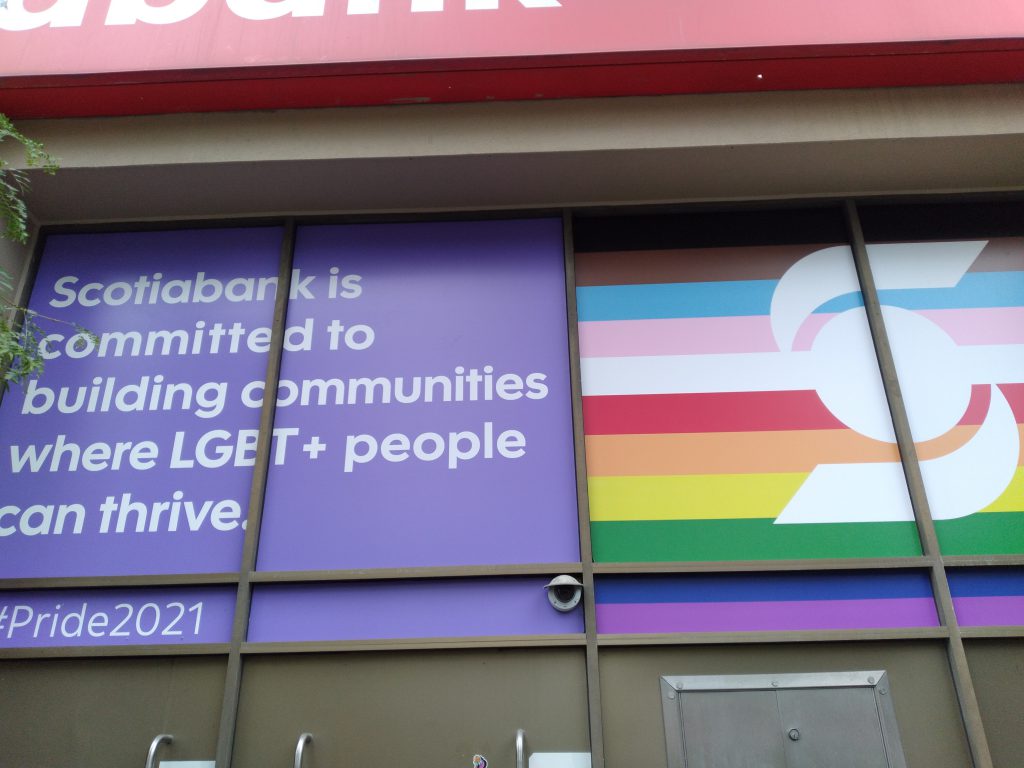 Scotiabank is
committed to
building communities
where LGBT+ people
can thrive.
#Pride2021